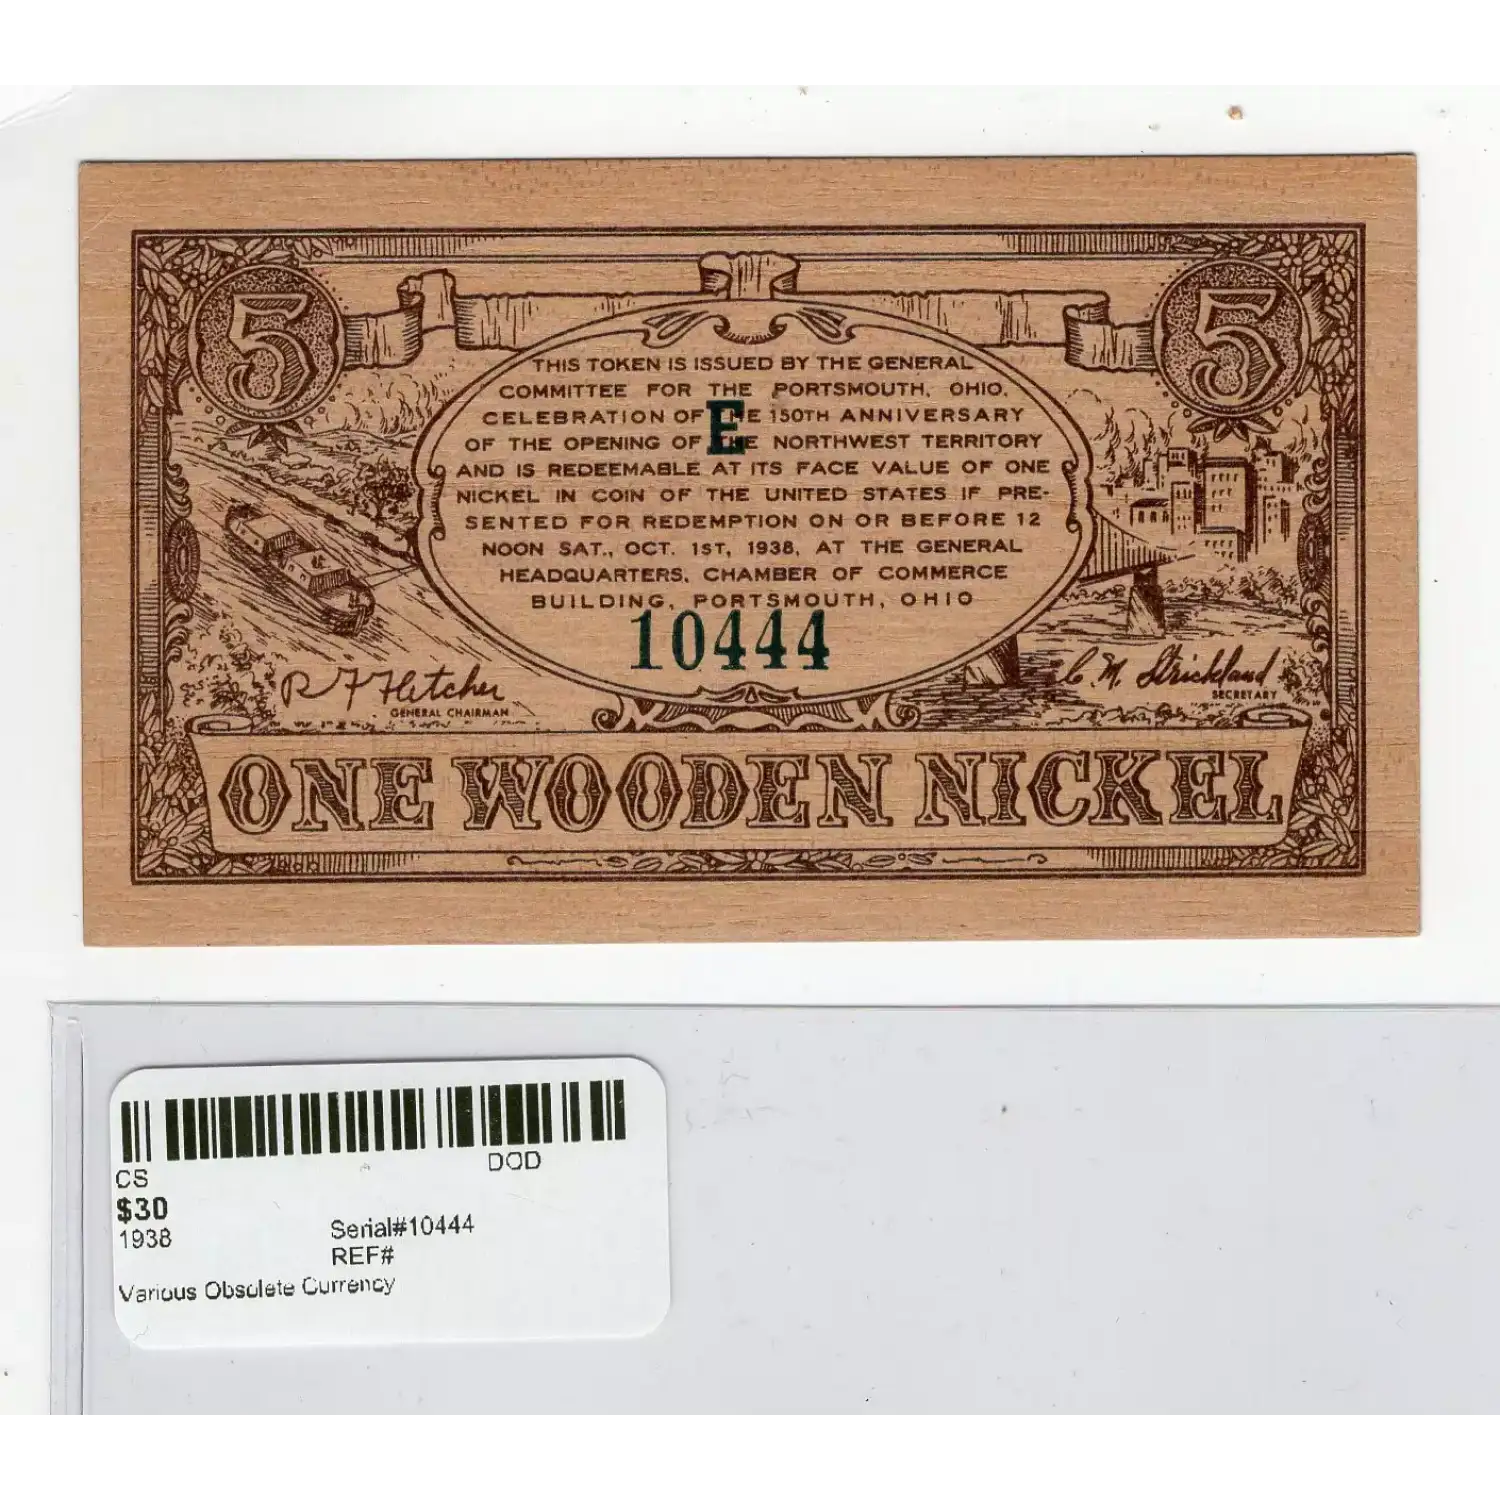 5 5
THIS TOKEN IS ISSUED BY THE GENERAL
COMMITTEE FOR THE PORTSMOUTH, OHIO,
CELEBRATION OF THE 150TH ANNIVERSARY
E
OF THE OPENING OF THE NORTHWEST TERRITORY
AND IS REDEEMABLE AT ITS FACE VALUE OF ONE
NICKEL IN COIN OF THE UNITED STATES IF PRE-
SENTED FOR REDEMPTION ON OR BEFORE 12
NOON SAT., OCT. 1ST, 1938, AT THE GENERAL
HEADQUARTERS, CHAMBER OF COMMERCE
BUILDING, PORTSMOUTH, OHIO
10444
R F Fletcher
GENERAL CHAIRMAN
C. M. Strickland
SECRETARY
ONE WOODEN NICKEL
CS DOD
$30
1938 Serial#10444
REF#
Various Obsolete Currency